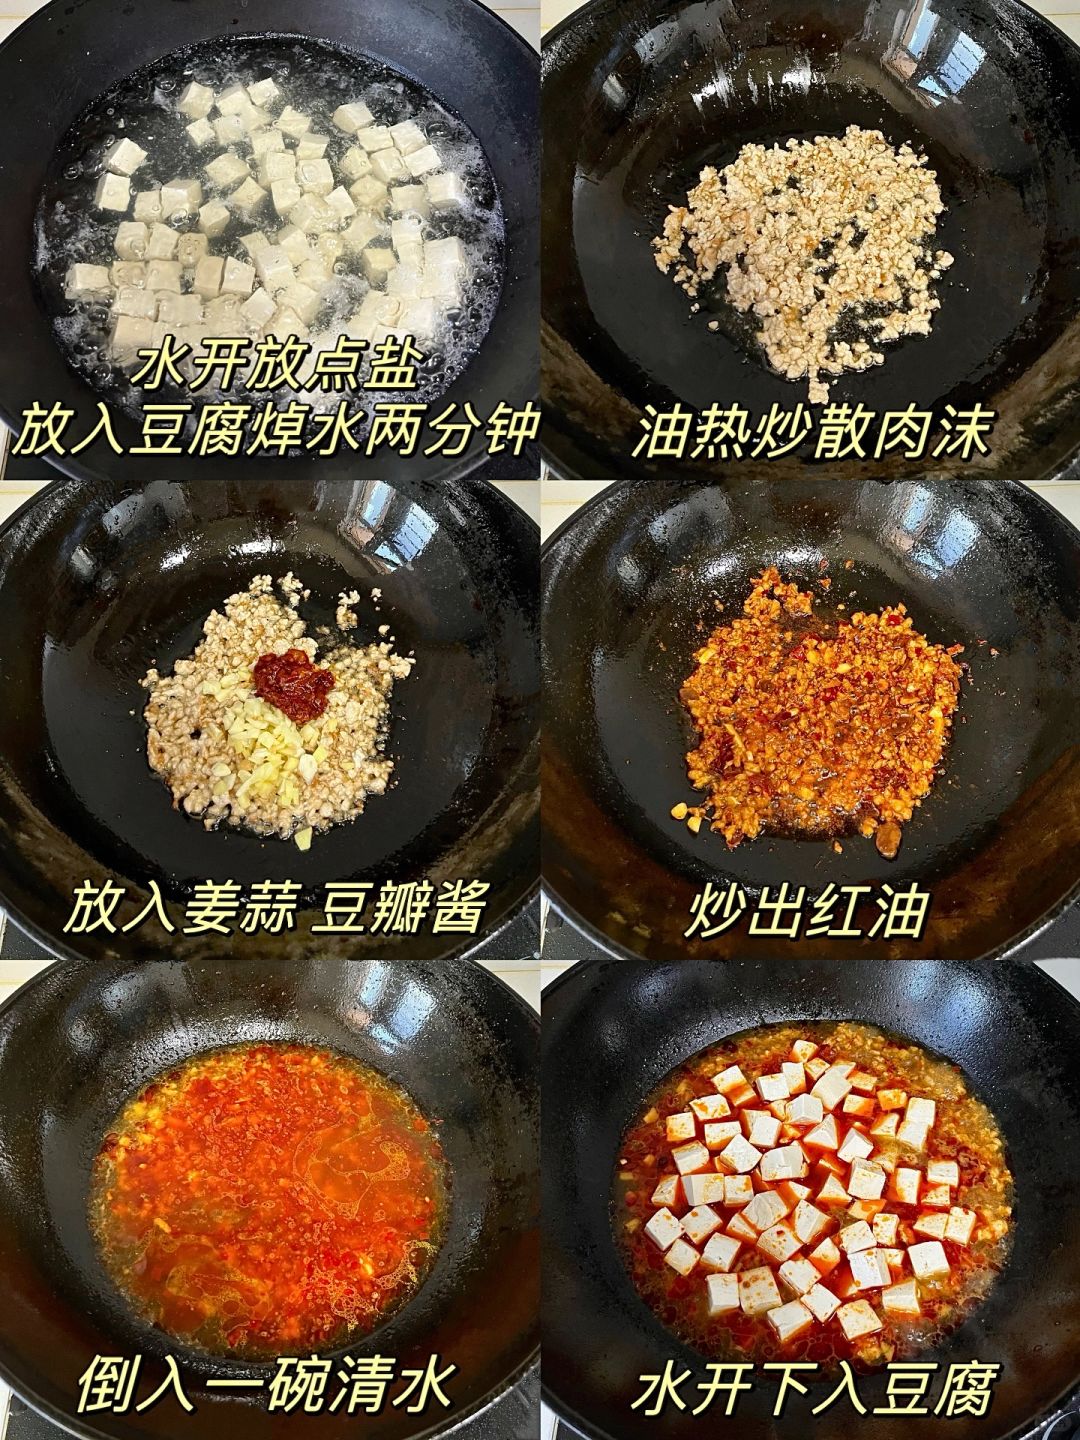 水开放点盐
放入豆腐焯水两分钟
油热炒散肉沫
放入姜蒜 豆瓣酱
炒出红油
倒入一碗清水
水开下入豆腐